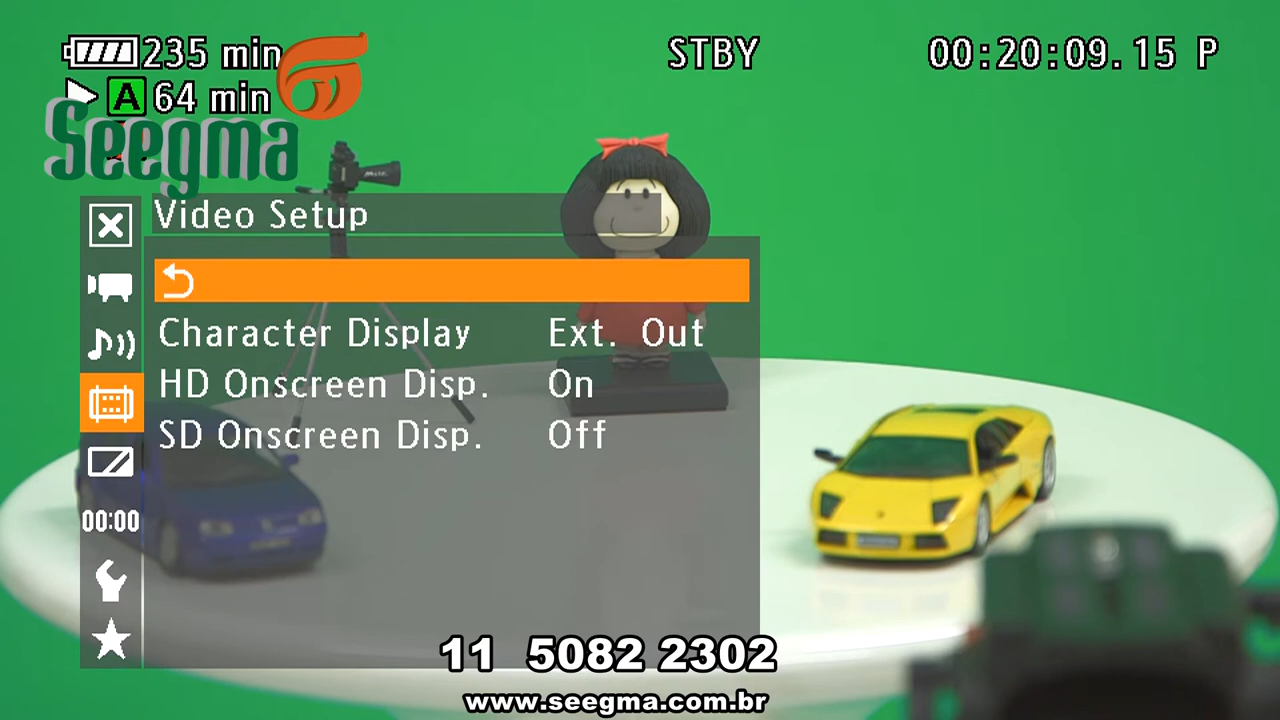 235 min
STBY
00:20:09.15 P
A 64 min
Seegma
Video Setup
Character Display Ext. Out
HD Onscreen Disp. On
SD Onscreen Disp. Off
00:00
11 5082 2302
www.seegma.com.br